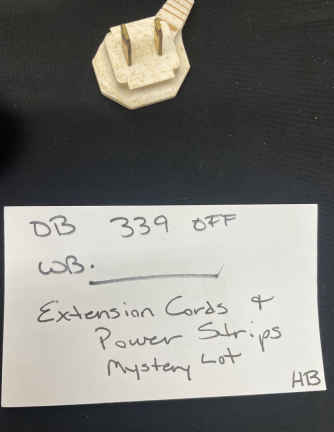 DB 339 OFF
WB.
Extension Cords &
Power Strips
Mystery Lot
HB